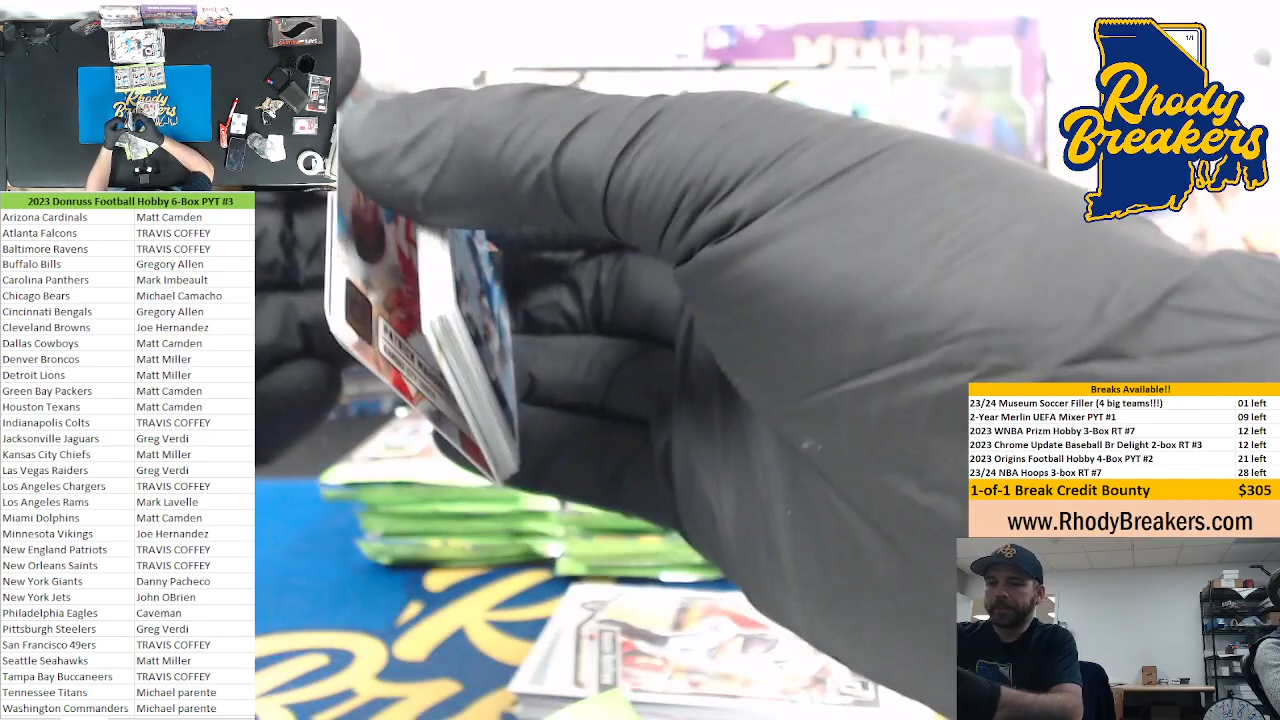 MERLIN
1/1
Rhody
Breakers
Rhody
Breakers
2023 Donruss Football Hobby 6-Box PYT #3
Arizona Cardinals Matt Camden
Atlanta Falcons TRAVIS COFFEY
Baltimore Ravens TRAVIS COFFEY
Buffalo Bills Gregory Allen
Carolina Panthers Mark Imbeault
Chicago Bears Michael Camacho
Cincinnati Bengals Gregory Allen
Cleveland Browns Joe Hernandez
Dallas Cowboys Matt Camden
Denver Broncos Matt Miller
Detroit Lions Matt Miller
Green Bay Packers Matt Camden
Houston Texans Matt Camden
Indianapolis Colts TRAVIS COFFEY
Jacksonville Jaguars Greg Verdi
Kansas City Chiefs Matt Miller
Las Vegas Raiders Greg Verdi
Los Angeles Chargers TRAVIS COFFEY
Los Angeles Rams Mark Lavelle
Miami Dolphins Matt Camden
Minnesota Vikings Joe Hernandez
New England Patriots TRAVIS COFFEY
New Orleans Saints TRAVIS COFFEY
New York Giants Danny Pacheco
New York Jets John OBrien
Philadelphia Eagles Caveman
Pittsburgh Steelers Greg Verdi
San Francisco 49ers TRAVIS COFFEY
Seattle Seahawks Matt Miller
Tampa Bay Buccaneers TRAVIS COFFEY
Tennessee Titans Michael parente
Washington Commanders Michael parente
Breaks Available!!
23/24 Museum Soccer Filler (4 big teams!!!) 01 left
2-Year Merlin UEFA Mixer PYT #1 09 left
2023 WNBA Prizm Hobby 3-Box RT #7 12 left
2023 Chrome Update Baseball Br Delight 2-box RT #3 12 left
2023 Origins Football Hobby 4-Box PYT #2 21 left
23/24 NBA Hoops 3-box RT #7 28 left
1-of-1 Break Credit Bounty $305
www.RhodyBreakers.com